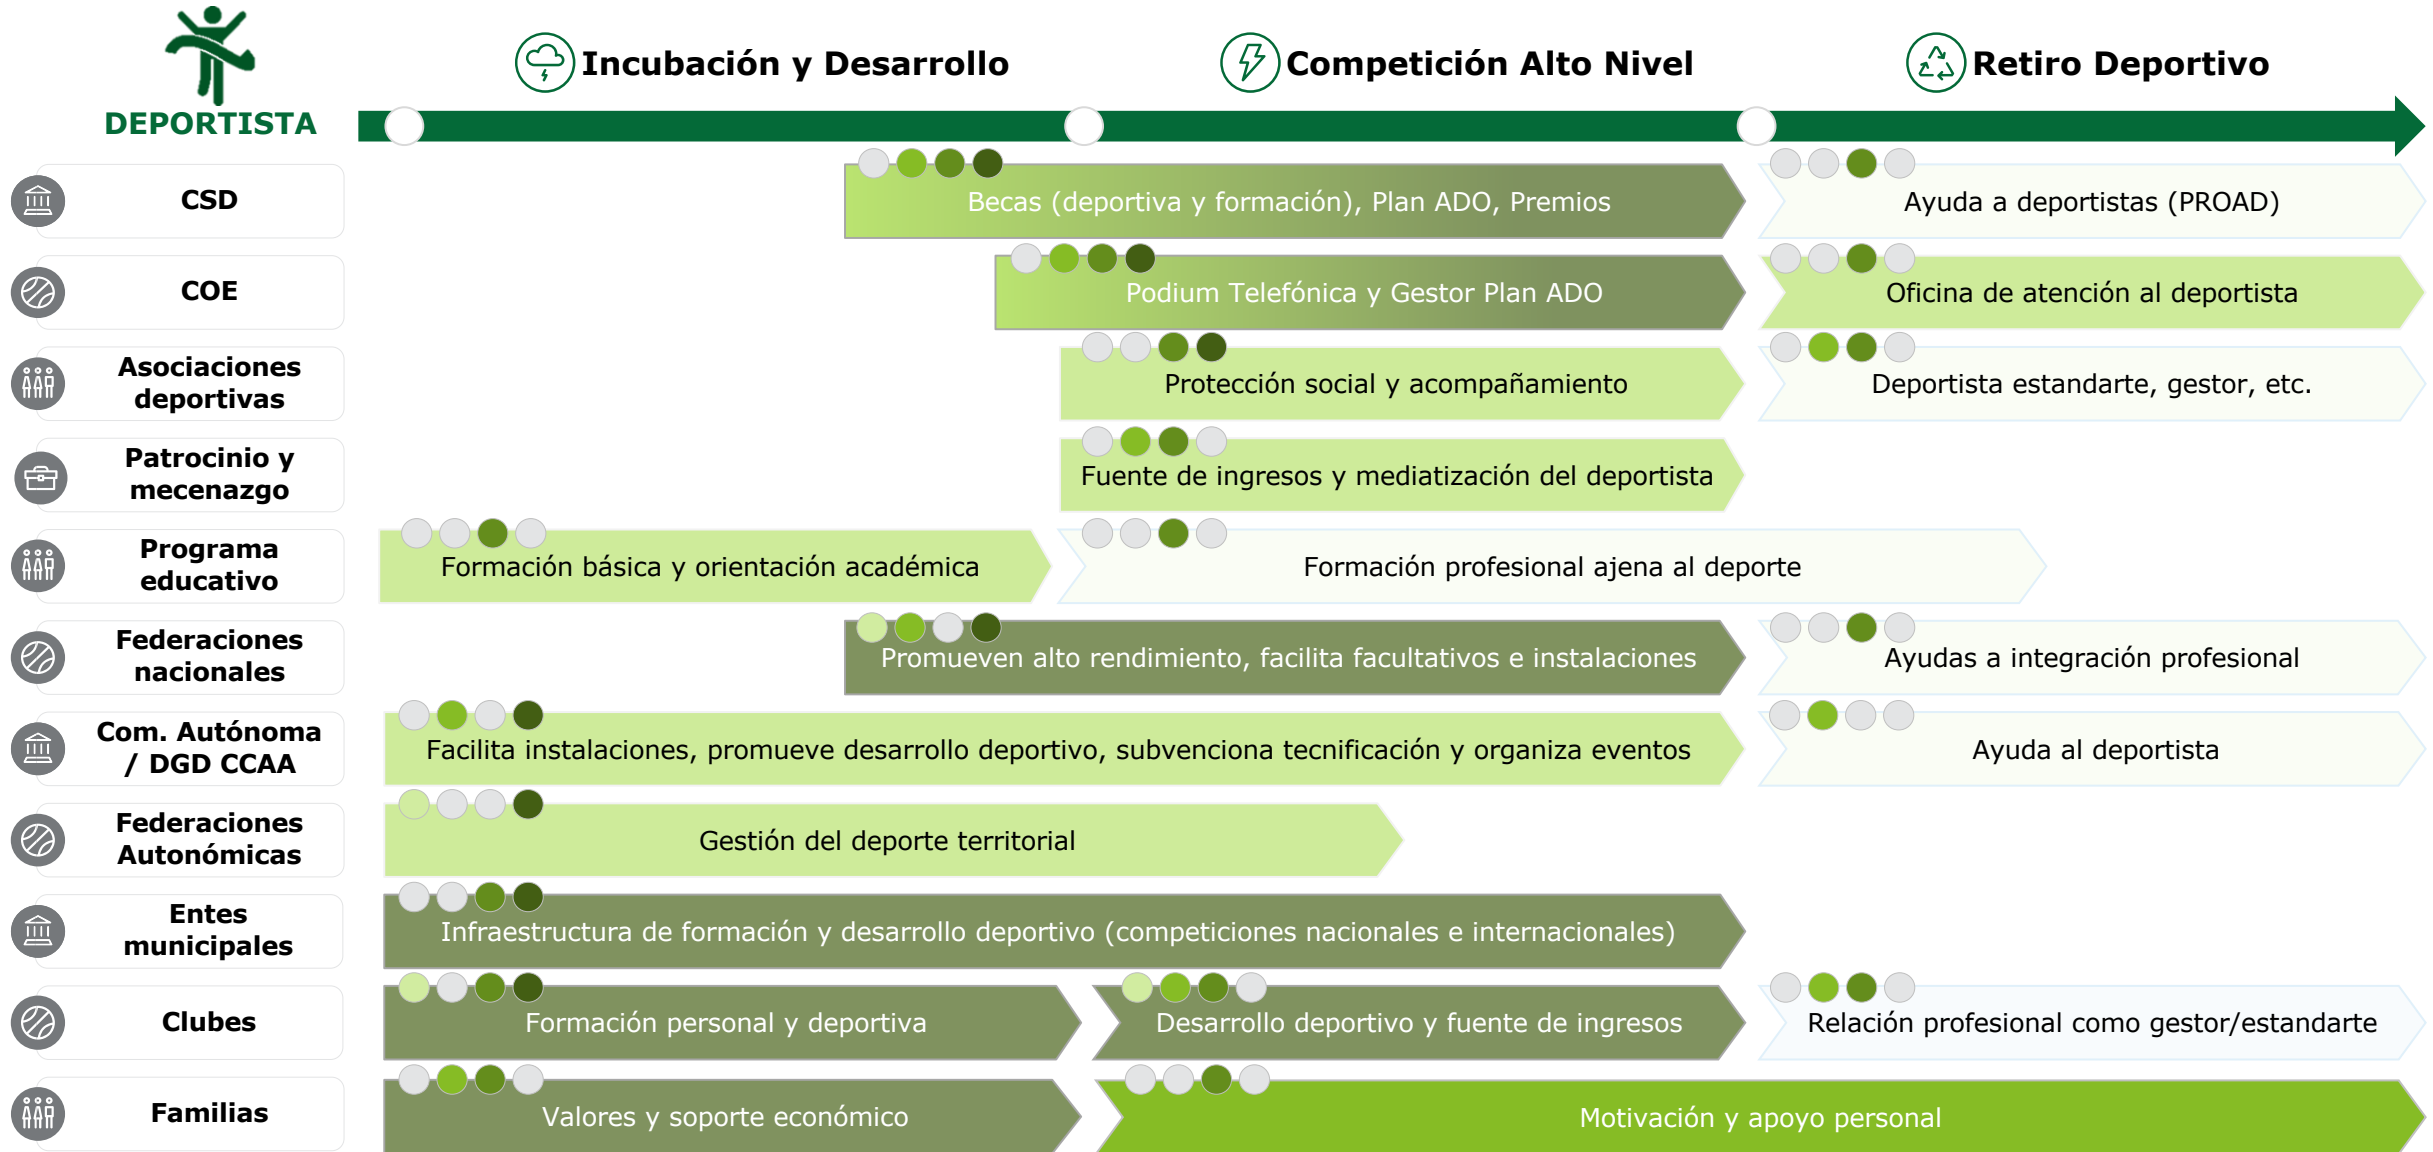 Incubación y Desarrollo
Competición Alto Nivel
Retiro Deportivo
DEPORTISTA
CSD
Becas (deportiva y formación), Plan ADO, Premios
Ayuda a deportistas (PROAD)
COE
Podium Telefónica y Gestor Plan ADO
Oficina de atención al deportista
Asociaciones
deportivas
Protección social y acompañamiento
Deportista estandarte, gestor, etc.
Patrocinio y
mecenazgo
Fuente de ingresos y mediatización del deportista
Programa
educativo
Formación básica y orientación académica
Formación profesional ajena al deporte
Federaciones
nacionales
Promueven alto rendimiento, facilita facultativos e instalaciones
Ayudas a integración profesional
Com. Autónoma
/ DGD CCAA
Facilita instalaciones, promueve desarrollo deportivo, subvenciona tecnificación y organiza eventos
Ayuda al deportista
Federaciones
Autonómicas
Gestión del deporte territorial
Entes
municipales
Infraestructura de formación y desarrollo deportivo (competiciones nacionales e internacionales)
Clubes
Formación personal y deportiva
Desarrollo deportivo y fuente de ingresos
Relación profesional como gestor/estandarte
Familias
Valores y soporte económico
Motivación y apoyo personal